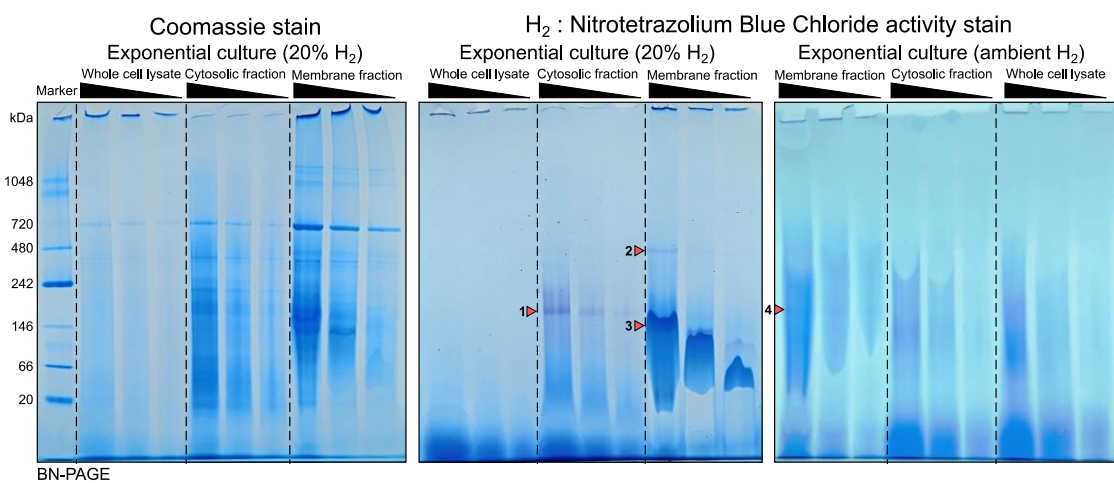 Coomassie stain
Exponential culture (20% H₂)
Whole cell lysate Cytosolic fraction Membrane fraction
Marker
kDa
1048
720
480
242
146
66
20
BN-PAGE
H₂ : Nitrotetrazolium Blue Chloride activity stain
Exponential culture (20% H₂)
Whole cell lysate Cytosolic fraction Membrane fraction
1
2
3
Exponential culture (ambient H₂)
Membrane fraction Cytosolic fraction Whole cell lysate
4